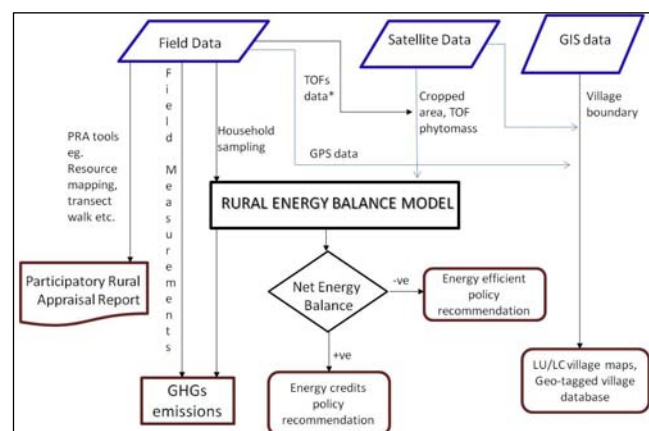 Field Data
Satellite Data
GIS data
TOFs
data*
Cropped
area, TOF
phytomass
Village
boundary
PRA tools
eg.
Resource
mapping,
transect
walk etc.
Field Measurements
Household
sampling
GPS data
RURAL ENERGY BALANCE MODEL
Participatory Rural
Appraisal Report
Net Energy
Balance
-ve
Energy efficient
policy
recommendation
+ve
GHGs
emissions
Energy credits
policy
recommendation
LU/LC village maps,
Geo-tagged village
database